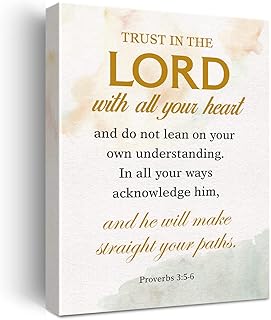 TRUST IN THE
LORD
with all your heart
and do not lean on your
own understanding.
In all your ways
acknowledge him,
and he will make
straight your paths.
Proverbs 3:5-6